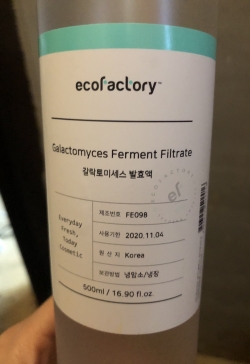 ecofactory™
Galactomyces Ferment Filtrate
갈락토미세스 발효액
Everyday
Fresh,
Today
Cosmetic
제조번호 FE098
사용기한 2020.11.04
원 산 지 Korea
보관방법 냉암소/냉장
500ml / 16.90 fl.oz.
ef